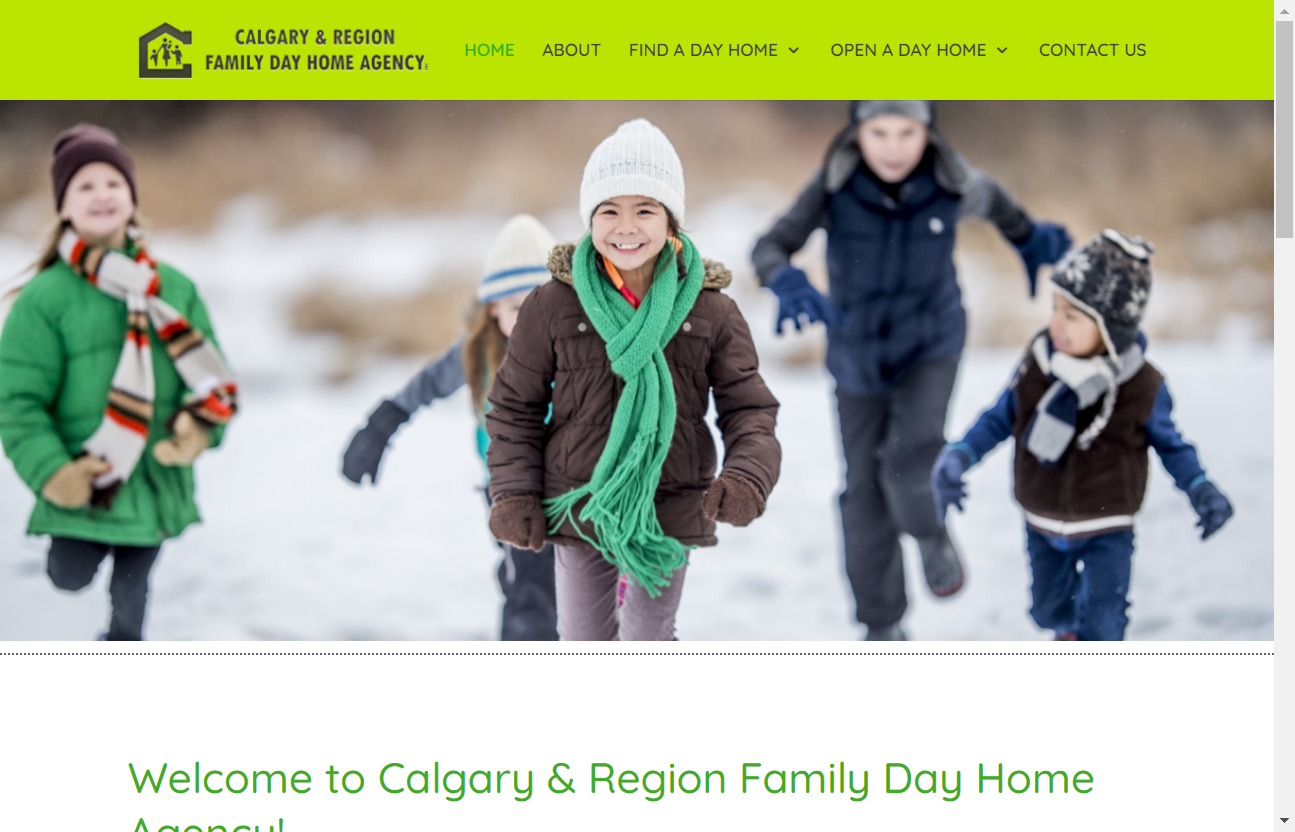 CALGARY & REGION
FAMILY DAY HOME AGENCY
HOME ABOUT FIND A DAY HOME OPEN A DAY HOME CONTACT US
Welcome to Calgary & Region Family Day Home
Agency!